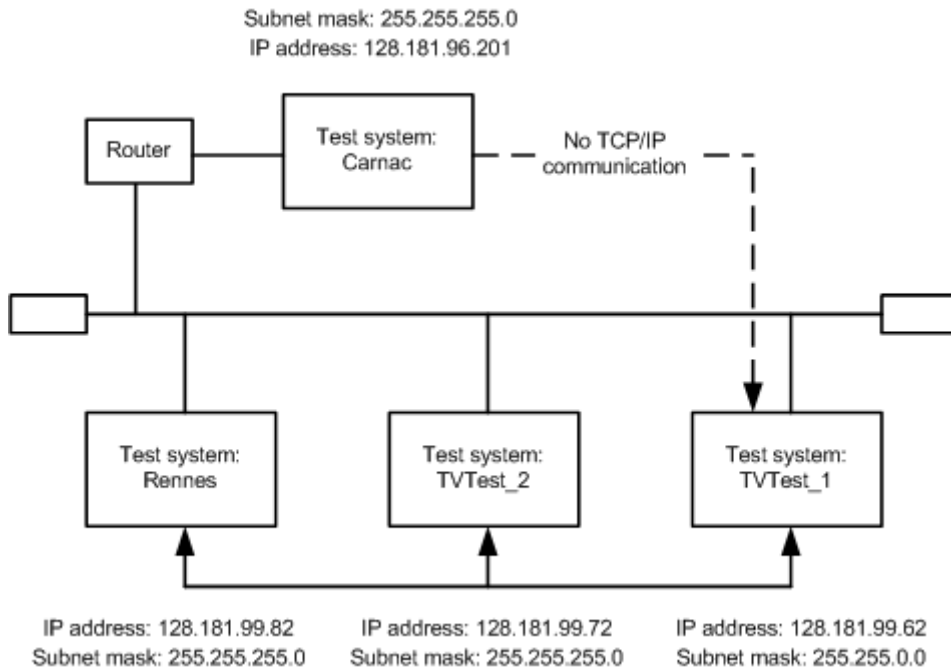 Subnet mask: 255.255.255.0
IP address: 128.181.96.201
Router
Test system:
Carnac
No TCP/IP
communication
Test system:
Rennes
Test system:
TVTest_2
Test system:
TVTest_1
IP address: 128.181.99.82
Subnet mask: 255.255.255.0
IP address: 128.181.99.72
Subnet mask: 255.255.255.0
IP address: 128.181.99.62
Subnet mask: 255.255.0.0